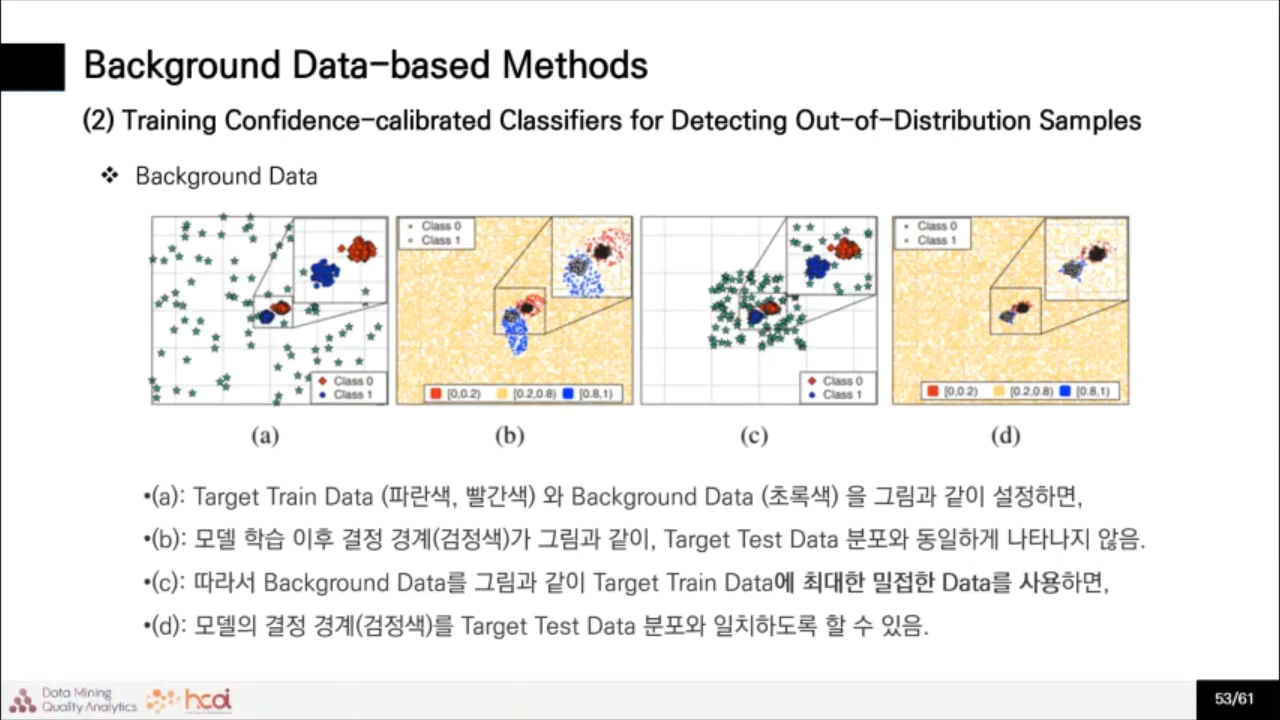 Background Data-based Methods
(2) Training Confidence-calibrated Classifiers for Detecting Out-of-Distribution Samples
❖ Background Data
Class 0
Class 1
[0,0.2) [0.2,0.8) [0.8,1)
Class 0
Class 1
Class 0
Class 1
Class 0
Class 1
[0,0.2) [0.2,0.8) [0.8,1)
(a) (b) (c) (d)
•(a): Target Train Data (파란색, 빨간색) 와 Background Data (초록색) 을 그림과 같이 설정하면,
•(b): 모델 학습 이후 결정 경계(검정색)가 그림과 같이, Target Test Data 분포와 동일하게 나타나지 않음.
•(c): 따라서 Background Data를 그림과 같이 Target Train Data에 최대한 밀접한 Data를 사용하면,
•(d): 모델의 결정 경계(검정색)를 Target Test Data 분포와 일치하도록 할 수 있음.
Data Mining
Quality Analytics
hcai
53/61